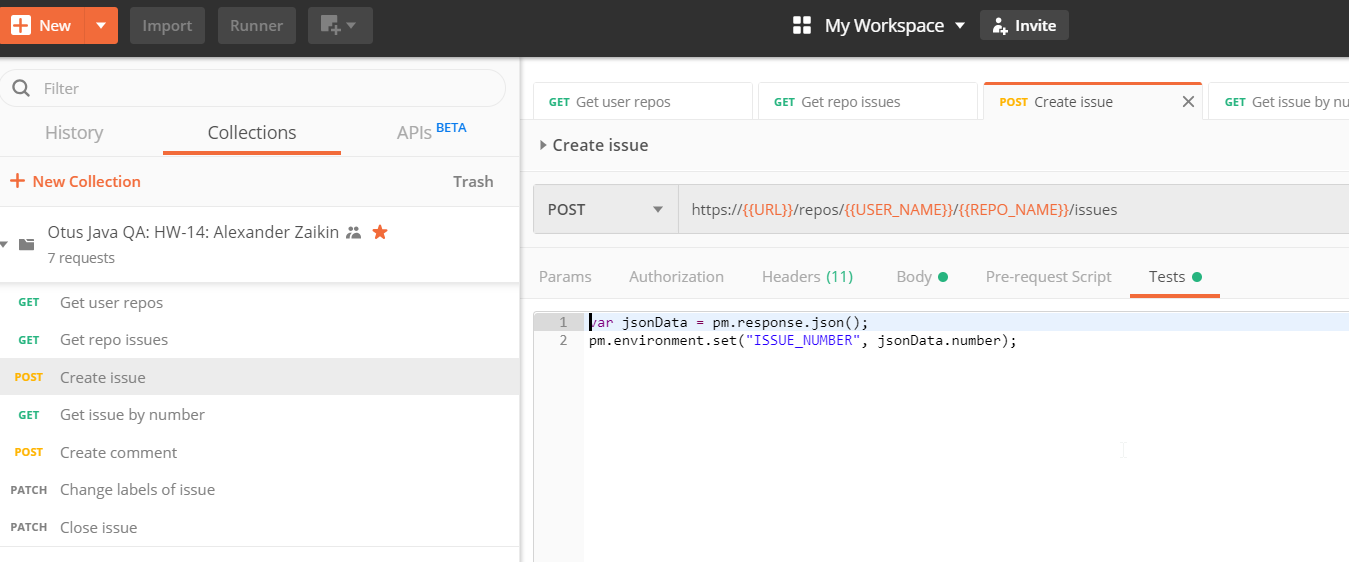 New Import Runner My Workspace Invite
Filter
History Collections APIs BETA
New Collection Trash
Otus Java QA: HW-14: Alexander Zaikin
7 requests
GET Get user repos
GET Get repo issues
POST Create issue
GET Get issue by number
POST Create comment
PATCH Change labels of issue
PATCH Close issue
GET Get user repos GET Get repo issues POST Create issue GET Get issue by nu
Create issue
POST https://{{URL}}/repos/{{USER_NAME}}/{{REPO_NAME}}/issues
Params Authorization Headers (11) Body Pre-request Script Tests
1 var jsonData = pm.response.json();
2 pm.environment.set("ISSUE_NUMBER", jsonData.number);